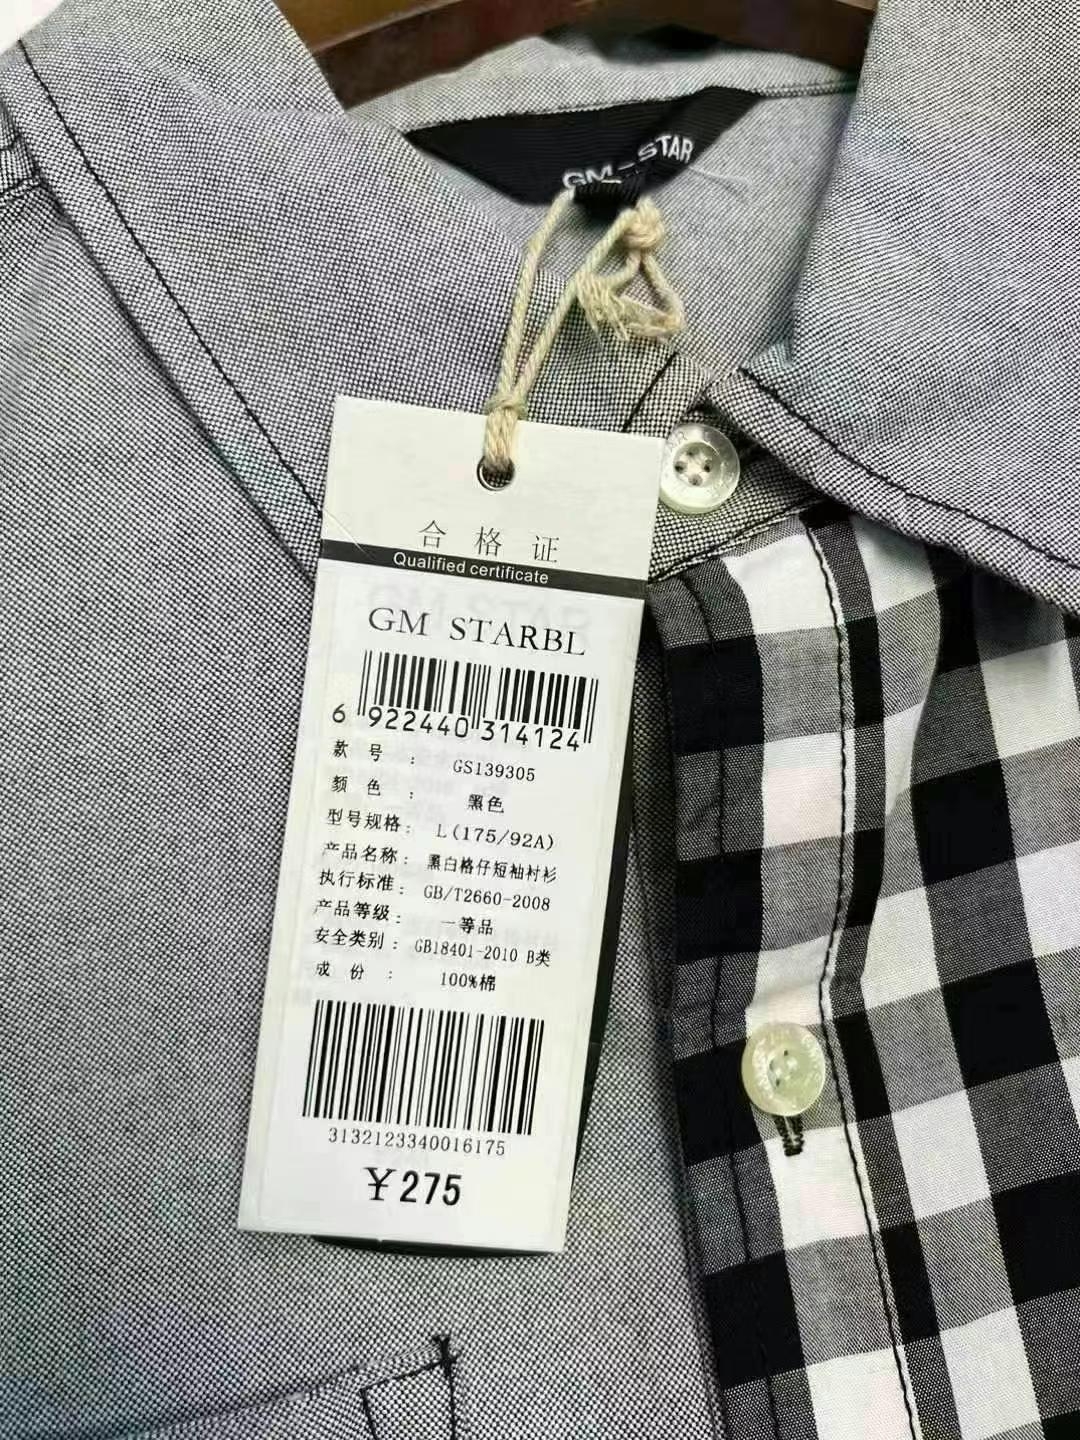 GM-STAR
合格证
Qualified certificate
GM STARBL
6 922440 314124
款号: GS139305
颜色: 黑色
型号规格: L(175/92A)
产品名称: 黑白格仔短袖衬衫
执行标准: GB/T2660-2008
产品等级: 一等品
安全类别: GB18401-2010 B类
成份: 100%棉
3132123340016175
¥275